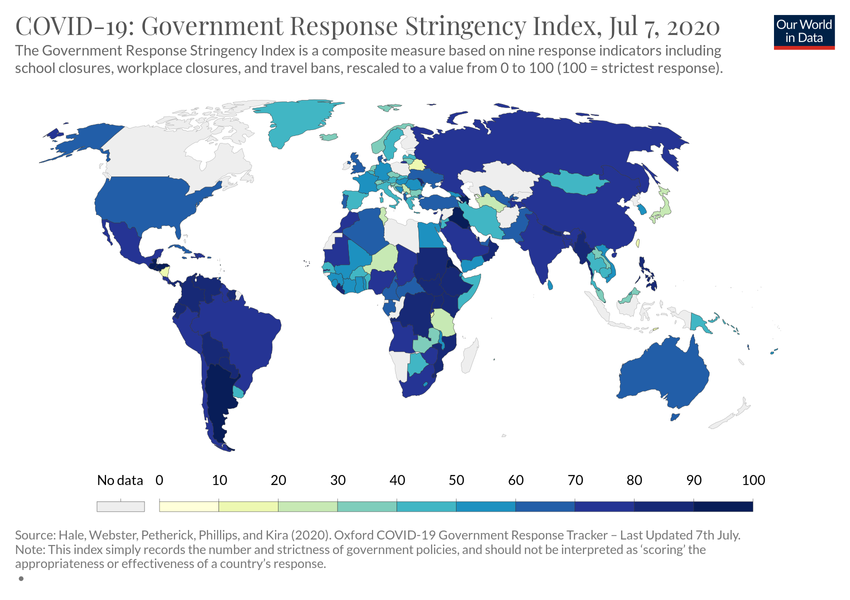 COVID-19: Government Response Stringency Index, Jul 7, 2020
Our World
in Data
The Government Response Stringency Index is a composite measure based on nine response indicators including
school closures, workplace closures, and travel bans, rescaled to a value from 0 to 100 (100 = strictest response).
No data 0 10 20 30 40 50 60 70 80 90 100
Source: Hale, Webster, Petherick, Phillips, and Kira (2020). Oxford COVID-19 Government Response Tracker – Last Updated 7th July.
Note: This index simply records the number and strictness of government policies, and should not be interpreted as ‘scoring’ the
appropriateness or effectiveness of a country's response.